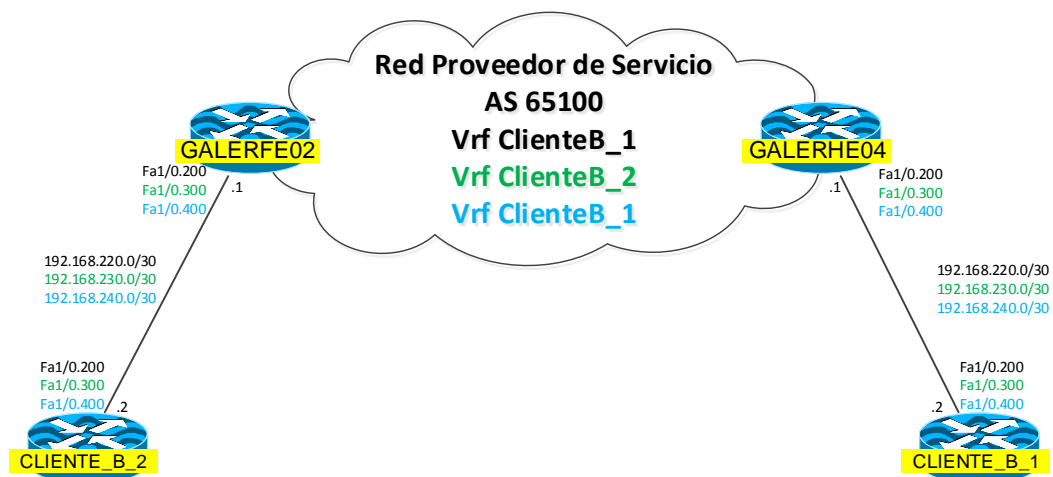 Red Proveedor de Servicio
AS 65100
Vrf ClienteB_1
Vrf ClienteB_2
Vrf ClienteB_1
GALERFE02
GALERHE04
Fa1/0.200
Fa1/0.300
Fa1/0.400
.1
.1
Fa1/0.200
Fa1/0.300
Fa1/0.400
192.168.220.0/30
192.168.230.0/30
192.168.240.0/30
192.168.220.0/30
192.168.230.0/30
192.168.240.0/30
Fa1/0.200
Fa1/0.300
Fa1/0.400
.2
.2
Fa1/0.200
Fa1/0.300
Fa1/0.400
CLIENTE_B_2
CLIENTE_B_1